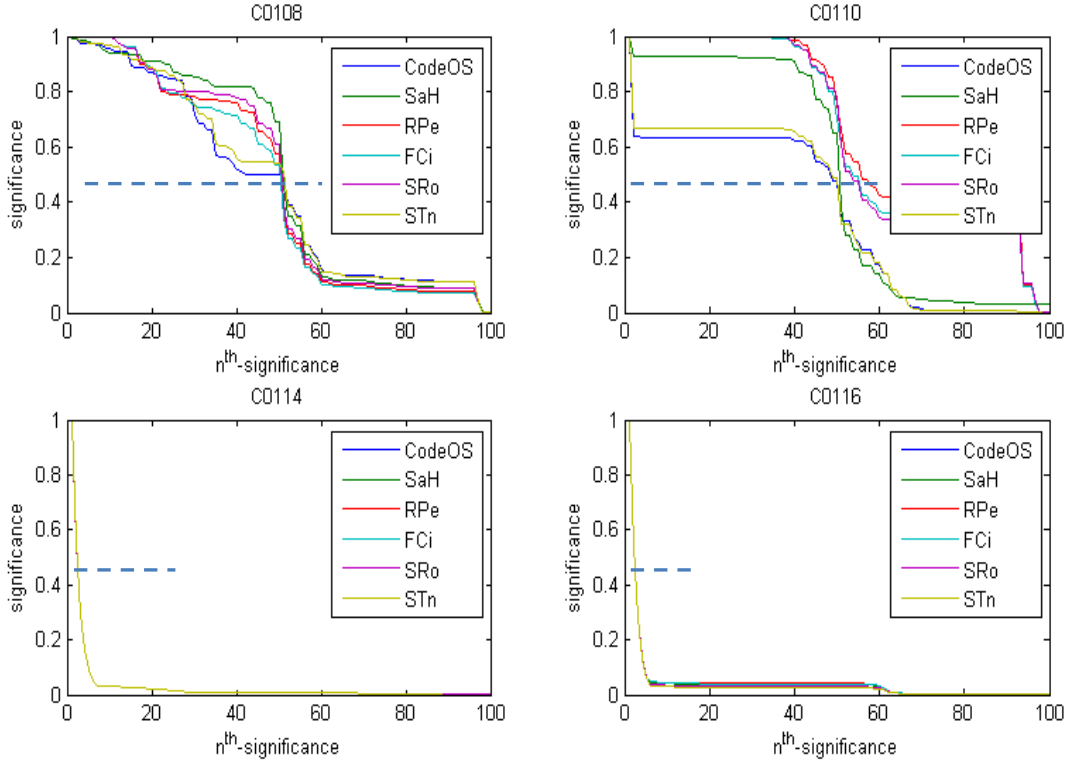 C0108
significance
1
0.8
0.6
0.4
0.2
0
0 20 40 60 80 100
n^th-significance
CodeOS
SaH
RPe
FCi
SRo
STn
C0110
significance
1
0.8
0.6
0.4
0.2
0
0 20 40 60 80 100
n^th-significance
CodeOS
SaH
RPe
FCi
SRo
STn
C0114
significance
1
0.8
0.6
0.4
0.2
0
0 20 40 60 80 100
n^th-significance
CodeOS
SaH
RPe
FCi
SRo
STn
C0116
significance
1
0.8
0.6
0.4
0.2
0
0 20 40 60 80 100
n^th-significance
CodeOS
SaH
RPe
FCi
SRo
STn